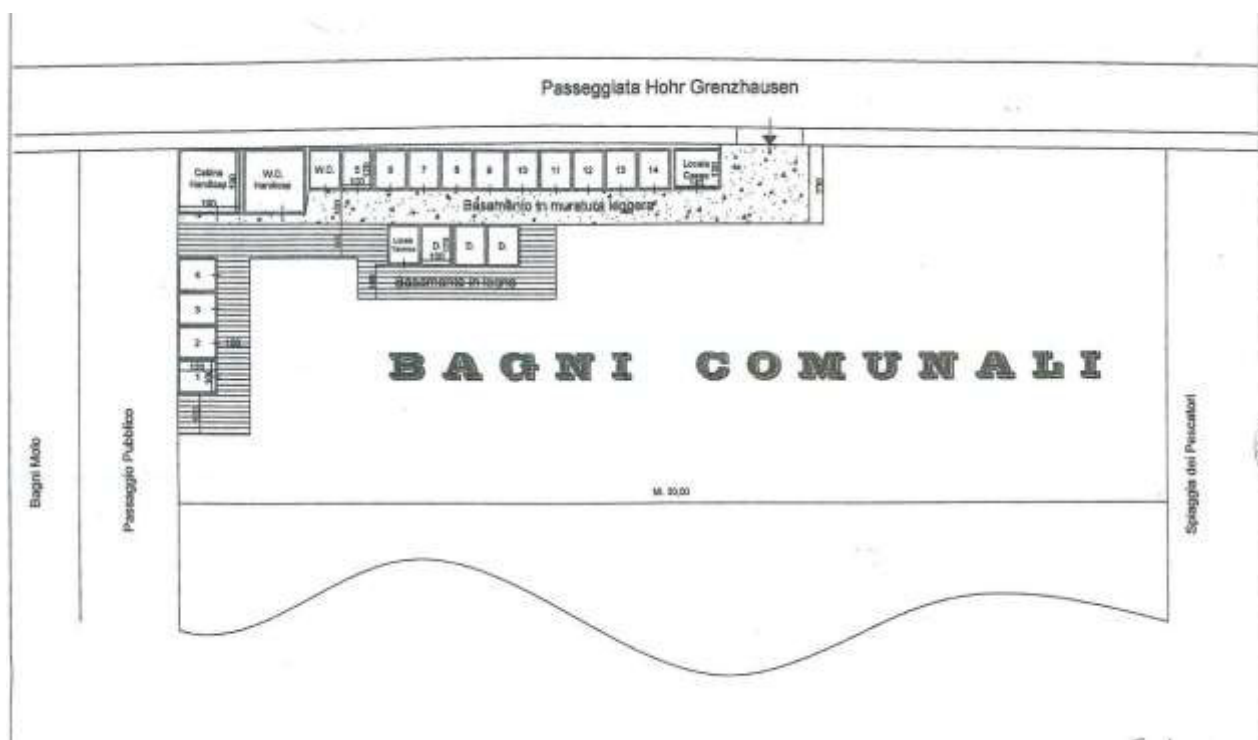 Passeggiata Hohr Grenzhausen
Cabina
Handicap
W.C.
Handicap
W.C.
5
6
7
8
9
10
11
12
13
14
Locale
Cassa
Basamento in muratura leggera
Locale
Tecnico
D.
D.
D.
Basamento in legno
4
3
2
1
100
BAGNI COMUNALI
Bagni Molo
Passaggio Pubblico
Spiaggia dei Pescatori